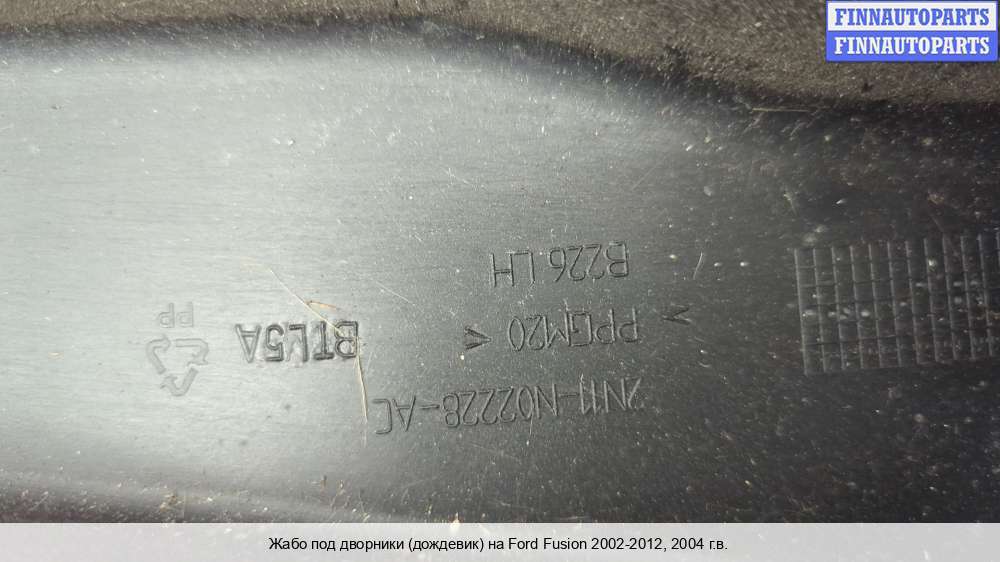 FINNAUTOPARTS
FINNAUTOPARTS
2N11-N02228-AC
> PPGM20 <
B226 LH
BTL5A
PP
Жабо под дворники (дождевик) на Ford Fusion 2002-2012, 2004 г.в.